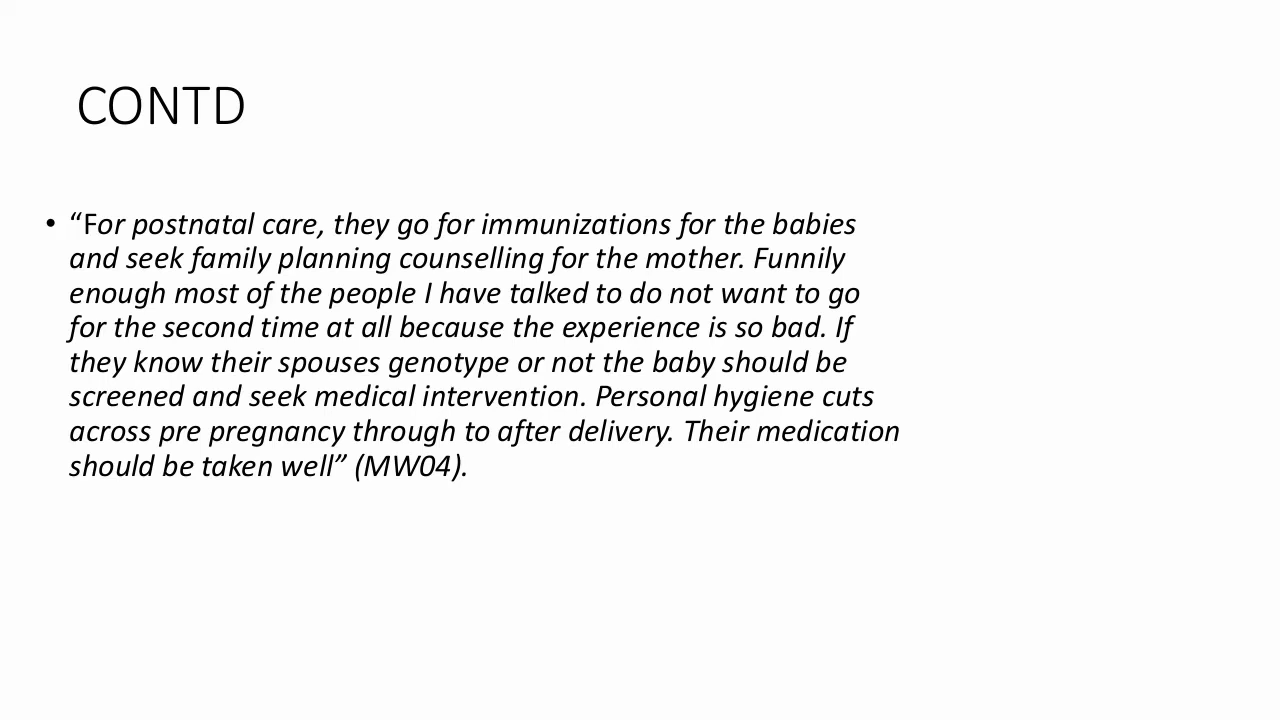 CONTD
• “For postnatal care, they go for immunizations for the babies
and seek family planning counselling for the mother. Funnily
enough most of the people I have talked to do not want to go
for the second time at all because the experience is so bad. If
they know their spouses genotype or not the baby should be
screened and seek medical intervention. Personal hygiene cuts
across pre pregnancy through to after delivery. Their medication
should be taken well” (MW04).